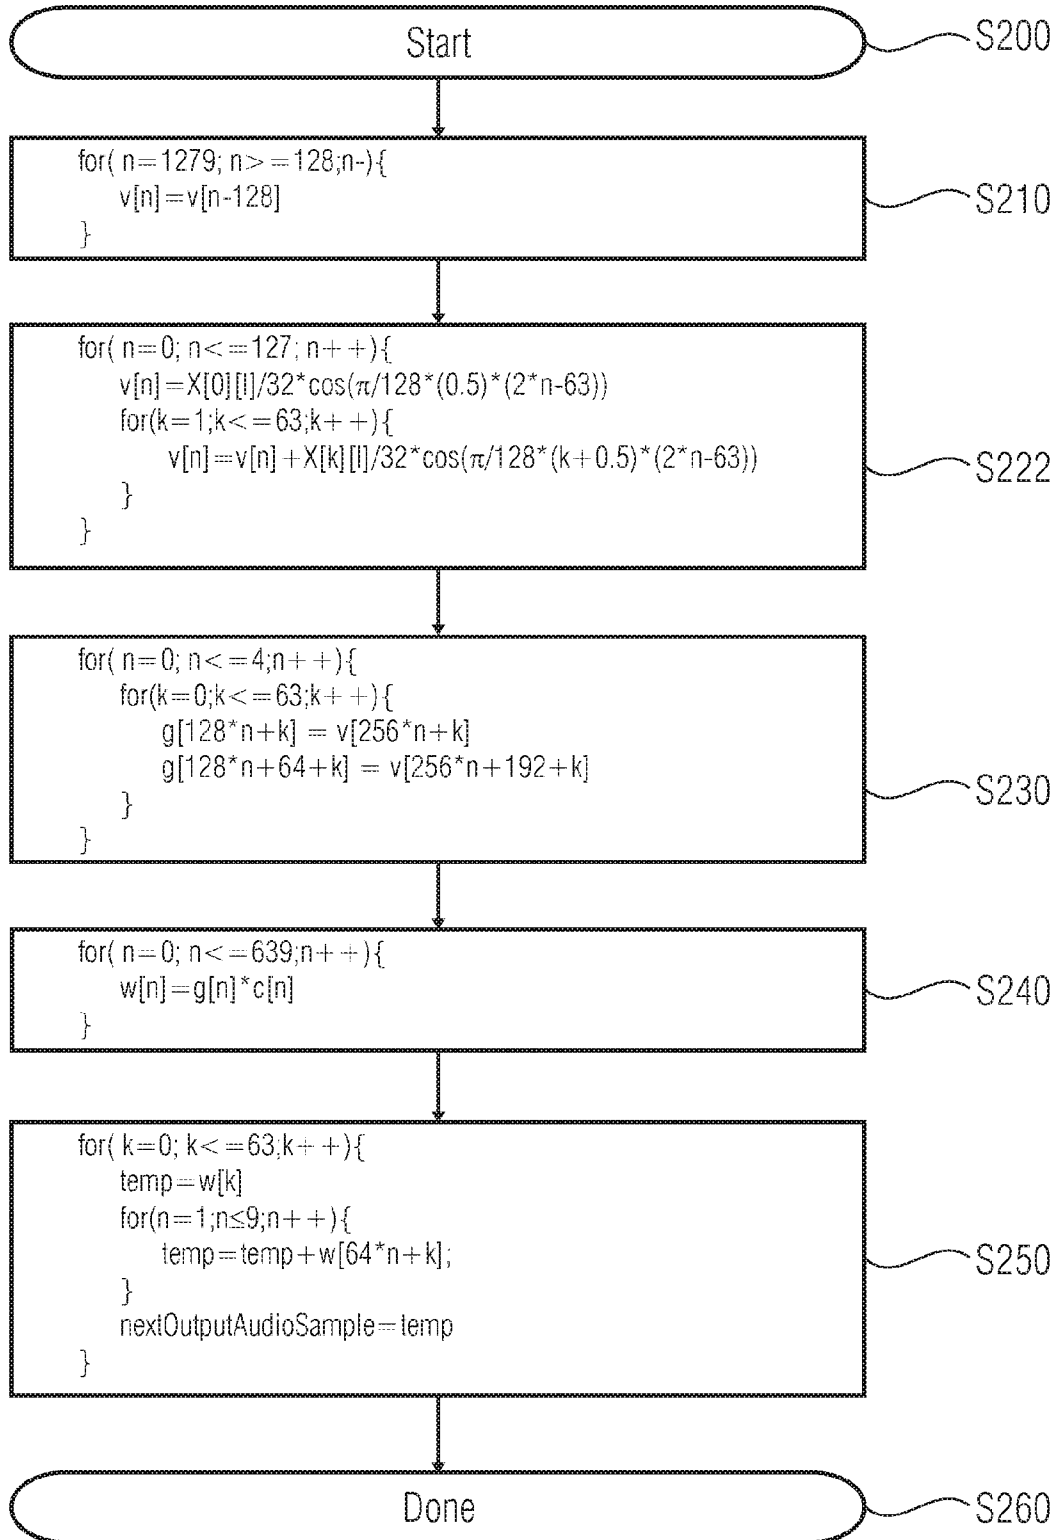 Start
S200
for( n=1279; n>=128;n-){
v[n]=v[n-128]
}
S210
for( n=0; n<=127; n++){
v[n]=X[0][l]/32*cos(π/128*(0.5)*(2*n-63))
for(k=1;k<=63;k++){
v[n]=v[n]+X[k][l]/32*cos(π/128*(k+0.5)*(2*n-63))
}
}
S222
for( n=0; n<=4;n++){
for(k=0;k<=63;k++){
g[128*n+k] = v[256*n+k]
g[128*n+64+k] = v[256*n+192+k]
}
}
S230
for( n=0; n<=639;n++){
w[n]=g[n]*c[n]
}
S240
for( k=0; k<=63;k++){
temp=w[k]
for(n=1;n≤9;n++){
temp=temp+w[64*n+k];
}
nextOutputAudioSample=temp
}
S250
Done
S260